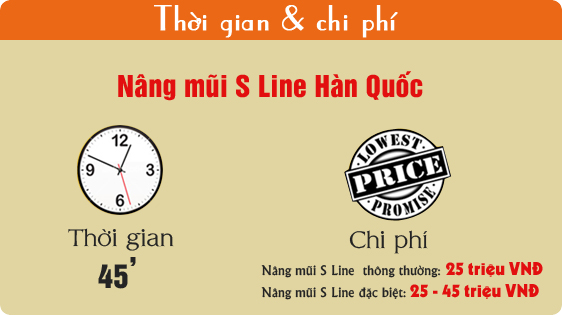 Thời gian & chi phí
Nâng mũi S Line Hàn Quốc
12
9
3
6
LOWEST
PRICE
PROMISE
Thời gian
45’
Chi phí
Nâng mũi S Line thông thường: 25 triệu VNĐ
Nâng mũi S Line đặc biệt: 25 - 45 triệu VNĐ